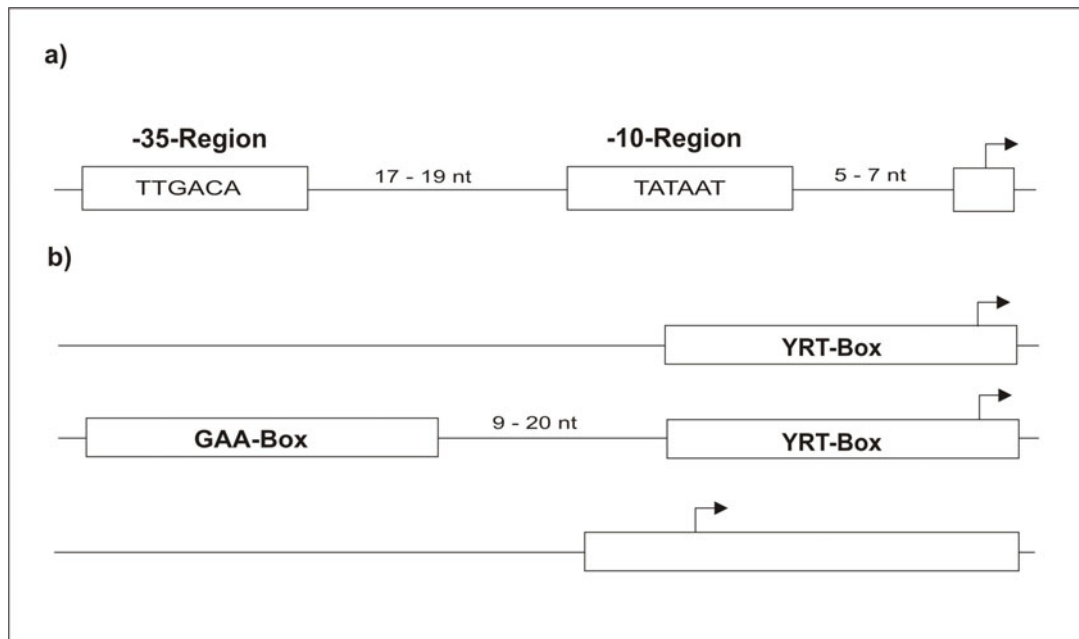 a)
-35-Region -10-Region
TTGACA 17 - 19 nt TATAAT 5 - 7 nt
b)
YRT-Box
GAA-Box 9 - 20 nt YRT-Box